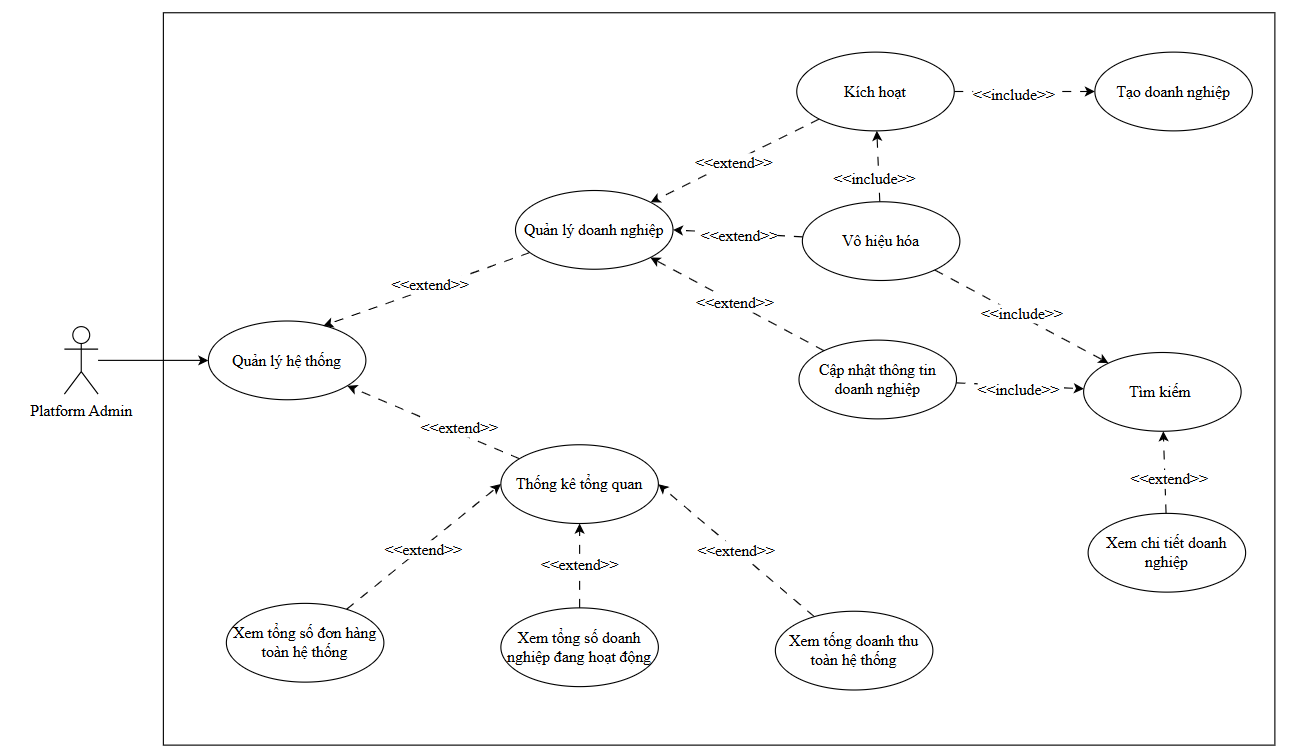 Kích hoạt
<<include>>
Tạo doanh nghiệp
<<extend>>
<<include>>
Quản lý doanh nghiệp
<<extend>>
Vô hiệu hóa
<<extend>>
<<extend>>
<<include>>
Quản lý hệ thống
Platform Admin
Cập nhật thông tin
doanh nghiệp
<<include>>
Tìm kiếm
<<extend>>
Thống kê tổng quan
<<extend>>
Xem chi tiết doanh
nghiệp
<<extend>>
<<extend>>
<<extend>>
Xem tổng số đơn hàng
toàn hệ thống
Xem tổng số doanh
nghiệp đang hoạt động
Xem tổng doanh thu
toàn hệ thống